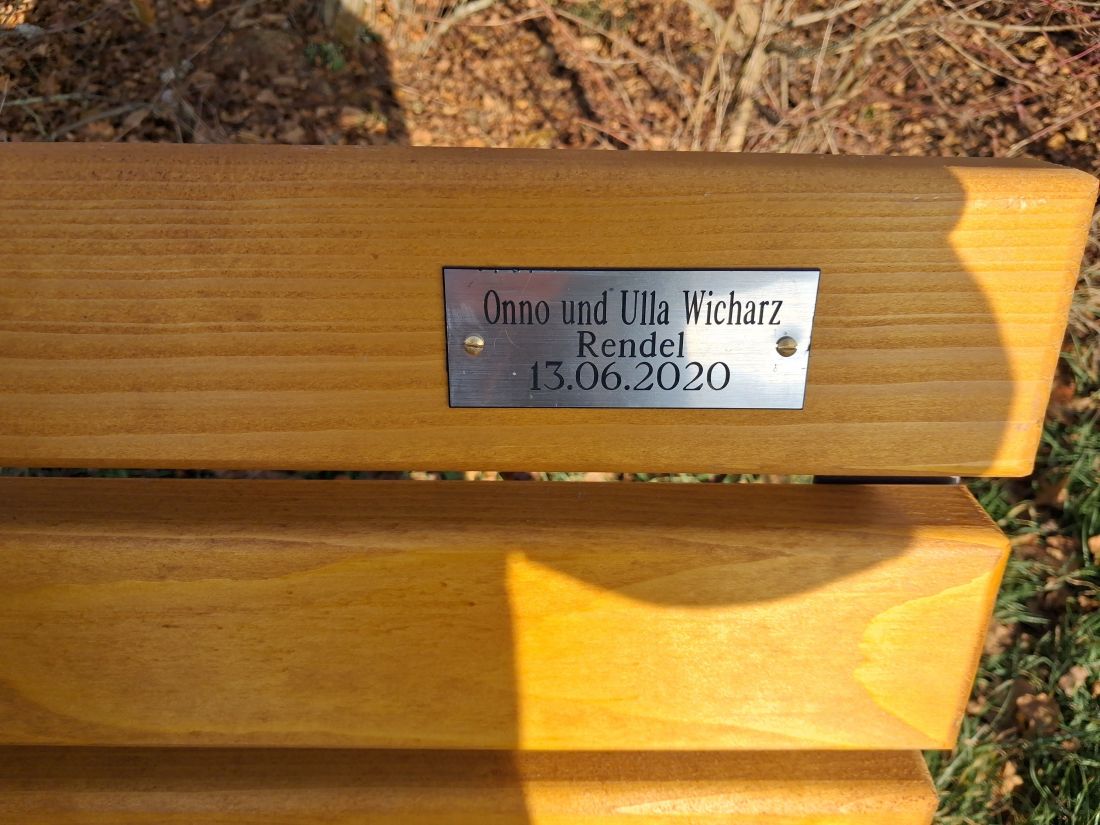 Onno und Ulla Wicharz
Rendel
13.06.2020